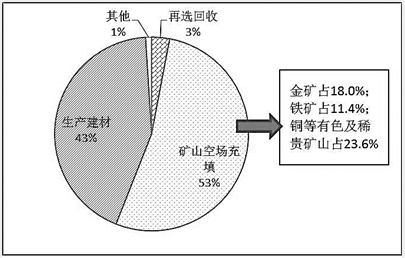 其他
1%
再选回收
3%
生产建材
43%
矿山空场充
填
53%
金矿占18.0%；
铁矿占11.4%；
铜等有色及稀
贵矿山占23.6%